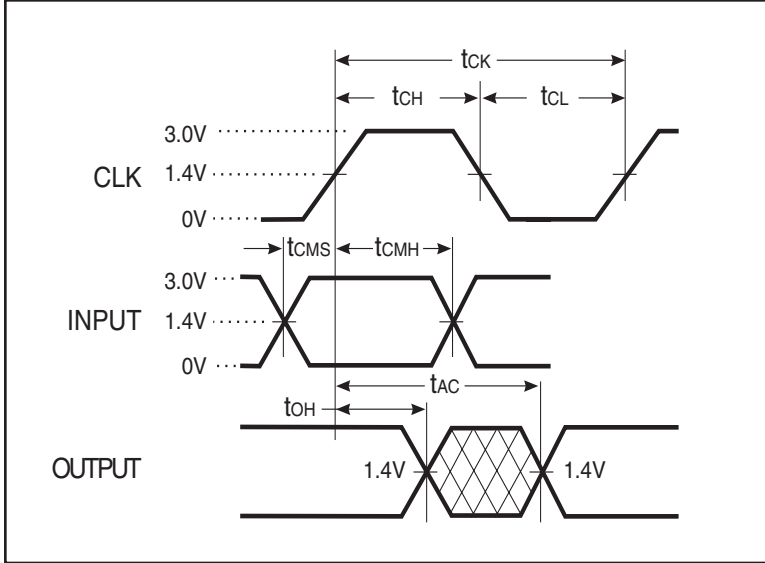 tCK
tCH tCL
3.0V
CLK 1.4V
0V
tCMS tCMH
3.0V
INPUT 1.4V
0V
tAC
tOH
OUTPUT 1.4V 1.4V